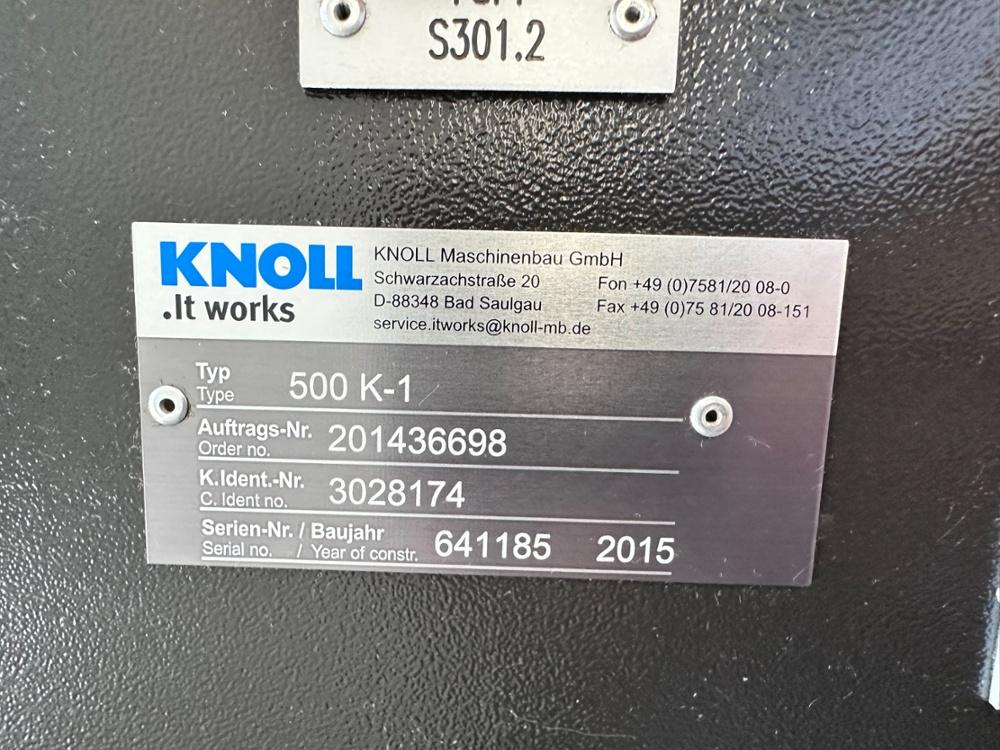 S301.2
KNOLL
.It works
KNOLL Maschinenbau GmbH
Schwarzachstraße 20
D-88348 Bad Saulgau
service.itworks@knoll-mb.de
Fon +49 (0)7581/20 08-0
Fax +49 (0)75 81/20 08-151
Typ
Type 500 K-1
Auftrags-Nr.
Order no. 201436698
K.Ident.-Nr.
C. Ident no. 3028174
Serien-Nr. / Baujahr
Serial no. / Year of constr. 641185 2015